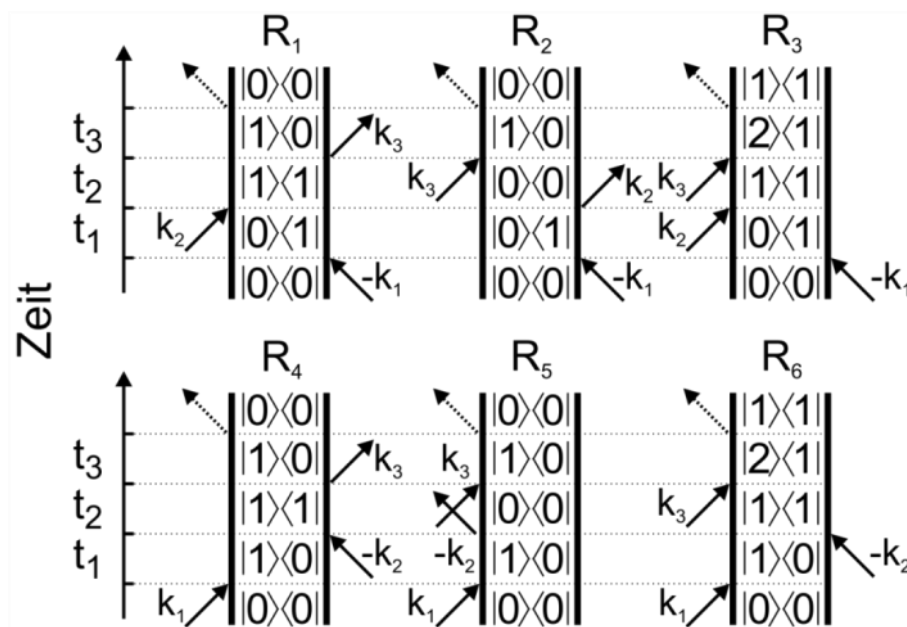 R₁ R₂ R₃
|0⟩⟨0| |0⟩⟨0| |1⟩⟨1|
t₃ |1⟩⟨0| k₃ |1⟩⟨0| |2⟩⟨1|
t₂ |1⟩⟨1| k₃ |0⟩⟨0| k₂ k₃ |1⟩⟨1|
t₁ k₂ |0⟩⟨1| |0⟩⟨1| k₂ |0⟩⟨1|
|0⟩⟨0| -k₁ |0⟩⟨0| -k₁ |0⟩⟨0| -k₁
Zeit
R₄ R₅ R₆
|0⟩⟨0| |0⟩⟨0| |1⟩⟨1|
t₃ |1⟩⟨0| k₃ k₃ |1⟩⟨0| |2⟩⟨1|
t₂ |1⟩⟨1| |0⟩⟨0| k₃ |1⟩⟨1|
t₁ |1⟩⟨0| -k₂ -k₂ |1⟩⟨0| |1⟩⟨0| -k₂
k₁ |0⟩⟨0| k₁ |0⟩⟨0| k₁ |0⟩⟨0|